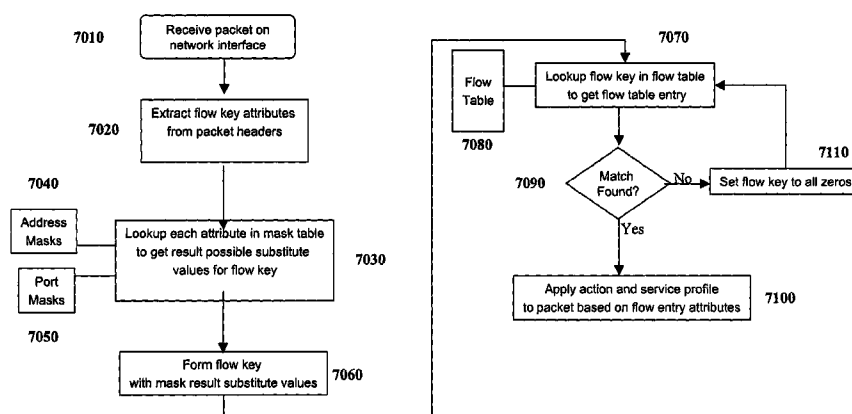 7010
Receive packet on
network interface
7020
Extract flow key attributes
from packet headers
7040
Address
Masks
Lookup each attribute in mask table
to get result possible substitute
values for flow key
7030
Port
Masks
7050
Form flow key
with mask result substitute values
7060
7070
Flow
Table
Lookup flow key in flow table
to get flow table entry
7080
7090
Match
Found?
No
7110
Set flow key to all zeros
Yes
Apply action and service profile
to packet based on flow entry attributes
7100